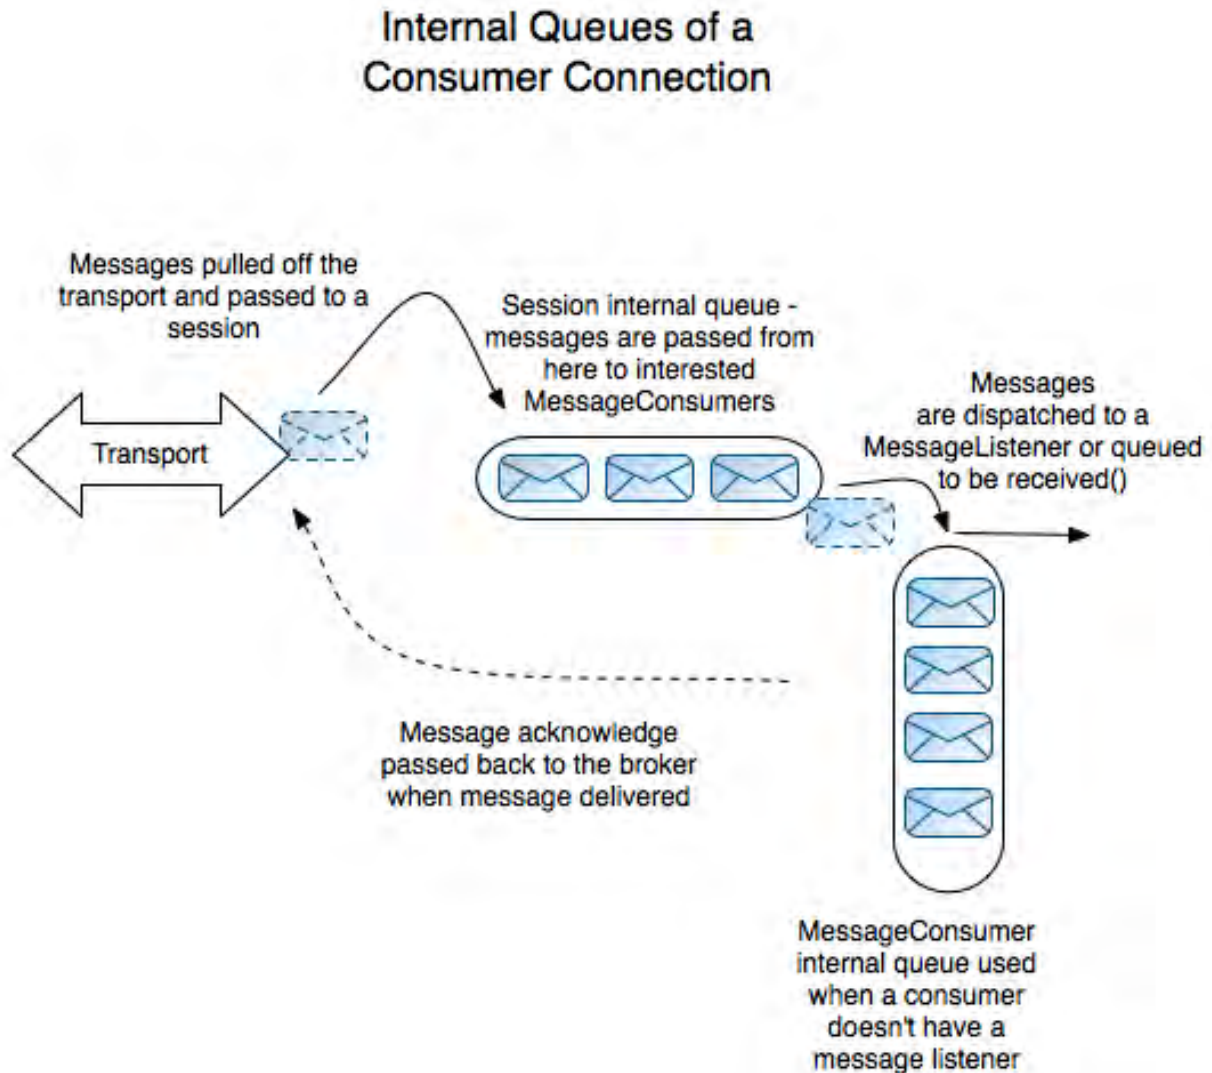 Internal Queues of a
Consumer Connection
Messages pulled off the
transport and passed to a
session
Session internal queue -
messages are passed from
here to interested
MessageConsumers
Messages
are dispatched to a
MessageListener or queued
to be received()
Transport
Message acknowledge
passed back to the broker
when message delivered
MessageConsumer
internal queue used
when a consumer
doesn't have a
message listener